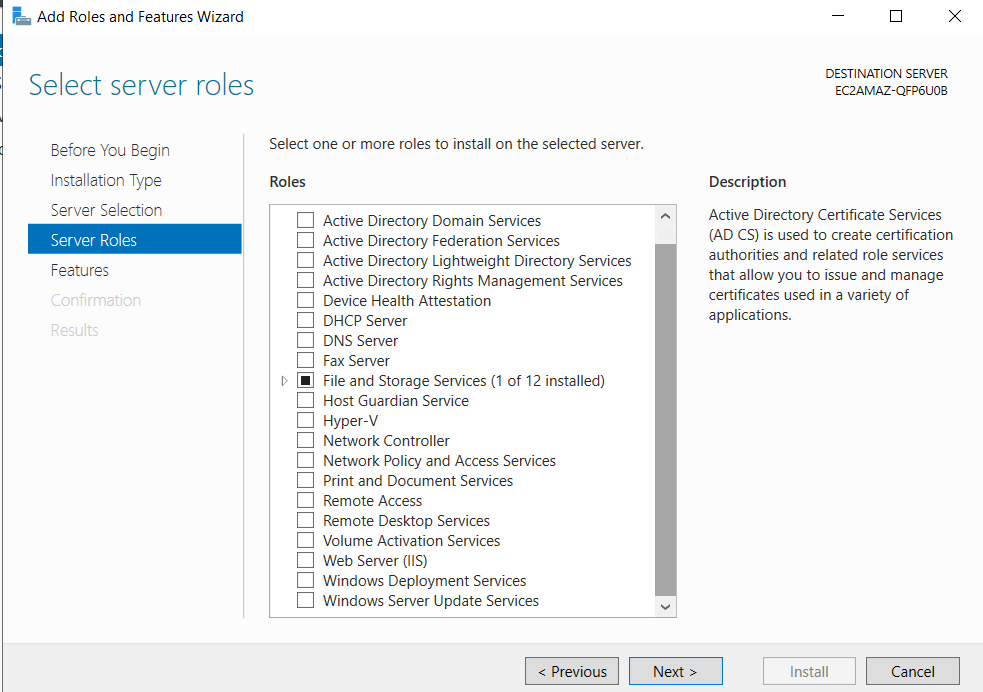 Add Roles and Features Wizard
Select server roles
DESTINATION SERVER
EC2AMAZ-QFP6U0B
Before You Begin
Installation Type
Server Selection
Server Roles
Features
Confirmation
Results
Select one or more roles to install on the selected server.
Roles
Active Directory Domain Services
Active Directory Federation Services
Active Directory Lightweight Directory Services
Active Directory Rights Management Services
Device Health Attestation
DHCP Server
DNS Server
Fax Server
File and Storage Services (1 of 12 installed)
Host Guardian Service
Hyper-V
Network Controller
Network Policy and Access Services
Print and Document Services
Remote Access
Remote Desktop Services
Volume Activation Services
Web Server (IIS)
Windows Deployment Services
Windows Server Update Services
Description
Active Directory Certificate Services
(AD CS) is used to create certification
authorities and related role services
that allow you to issue and manage
certificates used in a variety of
applications.
< Previous
Next >
Install
Cancel